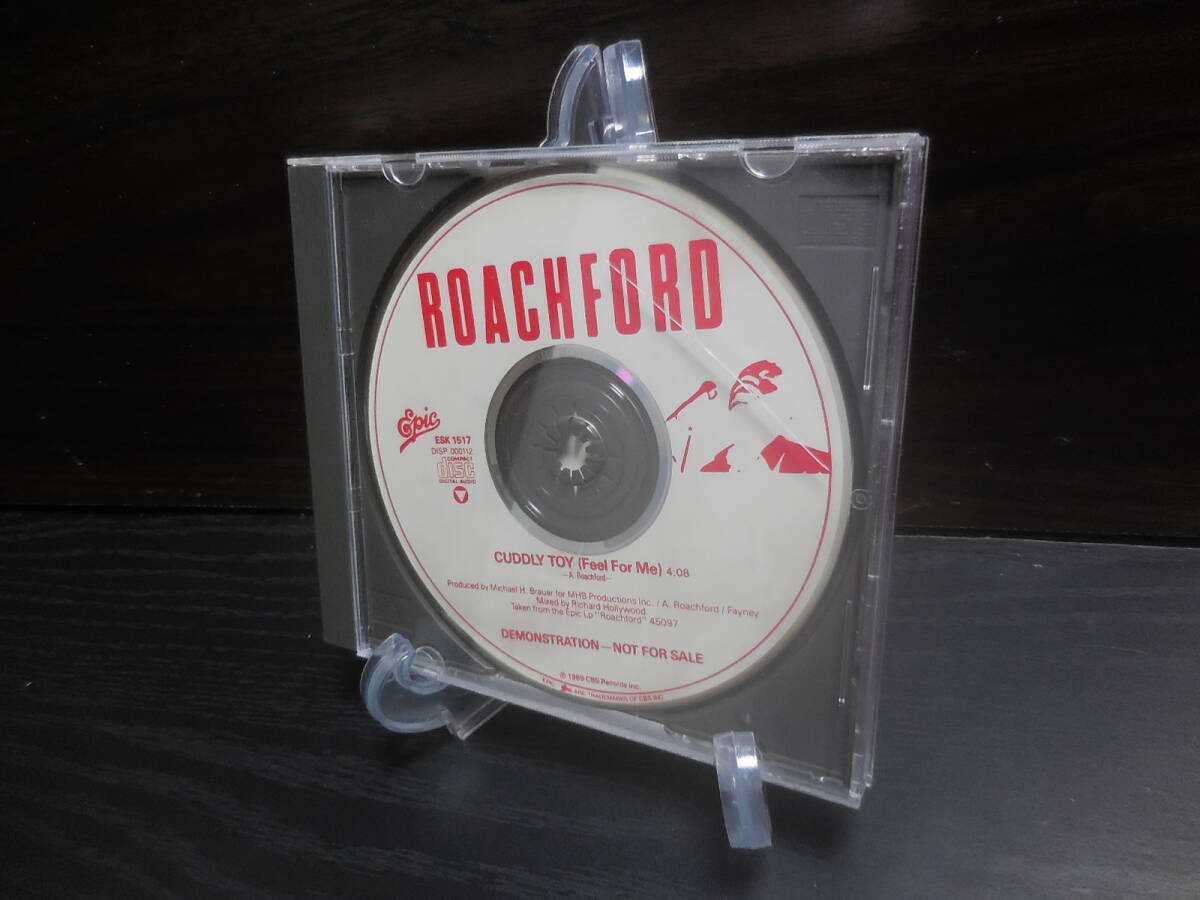 ROACHFORD
Epic
ESK 1517
DISP 000112
COMPACT
disc
DIGITAL AUDIO
CUDDLY TOY (Feel For Me) 4:08
—A. Roachford—
Produced by Michael H. Brauer for MHB Productions Inc. / A. Roachford / Fayney
Mixed by Richard Hollywood
Taken from the Epic Lp "Roachford" 45097
DEMONSTRATION—NOT FOR SALE
℗ 1989 CBS Records Inc.
EPIC, ARE TRADEMARKS OF CBS INC.